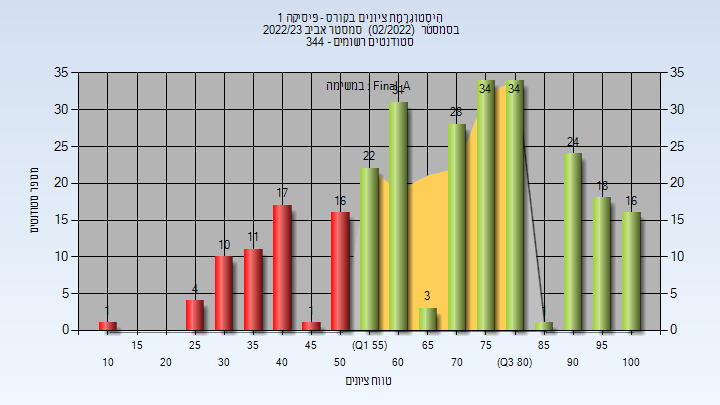 היסטוגרמת ציונים בקורס - פיסיקה 1
בסמסטר (02/2022) סמסטר אביב 2022/23
סטודנטים רשומים - 344
במשימה : Final-A
35 30 25 20 15 10 5 0
מספר סטודנטים
1 4 10 11 17 1 16 22 31 3 28 34 34 24 18 16
35 30 25 20 15 10 5 0
15 25 35 45 (Q1 55) 65 75 85 95
10 20 30 40 50 60 70 (Q3 80) 90 100
טווח ציונים